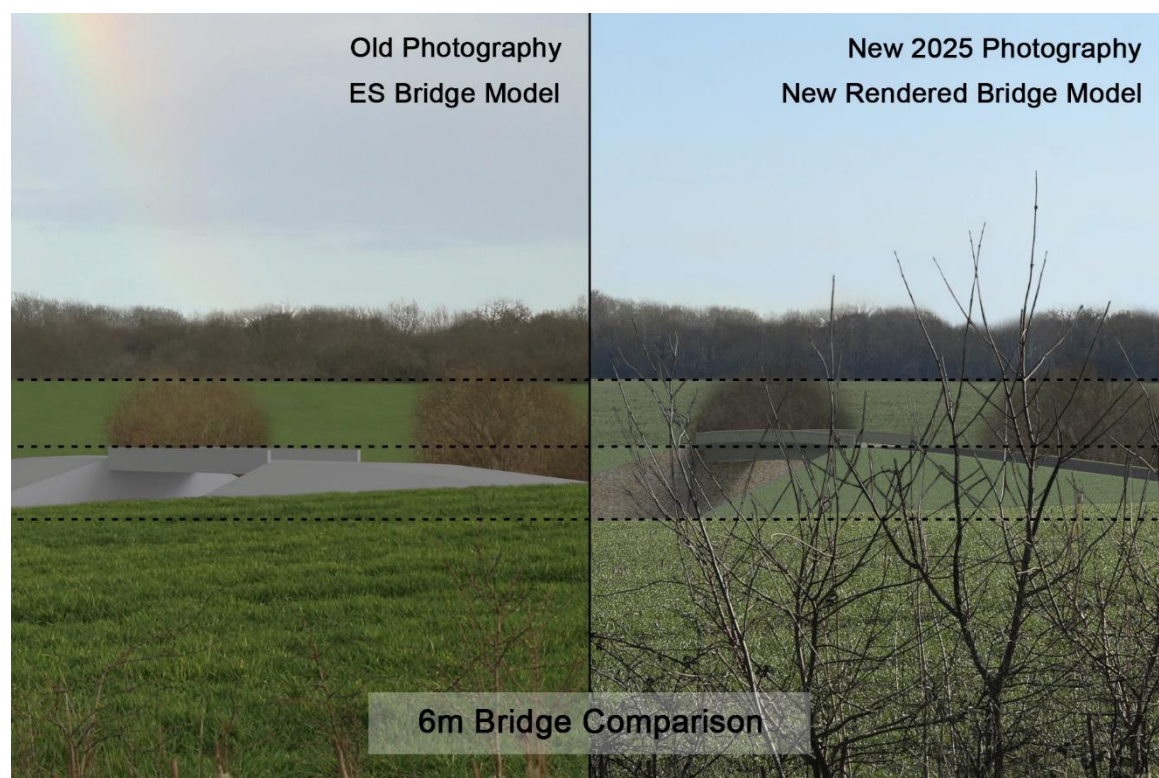 Old Photography
ES Bridge Model
New 2025 Photography
New Rendered Bridge Model
6m Bridge Comparison